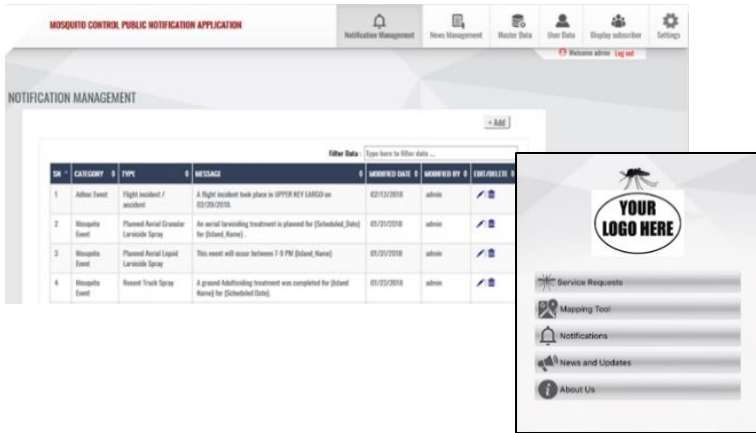 MOSQUITO CONTROL PUBLIC NOTIFICATION APPLICATION
Notification Management News Management Master Data User Data Display subscriber Settings
Welcome admin Log out
NOTIFICATION MANAGEMENT
+ Add
Filter Data : Type here to filter data ...
SN CATEGORY TYPE MESSAGE MODIFIED DATE MODIFIED BY EDIT/DELETE
1 Adhoc Event Flight incident / A flight incident took place in UPPER KEY LARGO on 02/12/2018 admin
accident 02/20/2018.
2 Mosquito Planned Aerial Granular An aerial larviciding treatment is planned for {Scheduled_Date} 01/31/2018 admin
Event Larvicide Spray for {Island_Name}.
3 Mosquito Planned Aerial Liquid This event will occur between 7-9 PM {Island_Name} 01/31/2018 admin
Event Larvicide Spray
4 Mosquito Recent Truck Spray A ground Adulticiding treatment was completed for {Island 01/22/2018 admin
Event Name} for {Scheduled Date}.
YOUR
LOGO HERE
Service Requests
Mapping Tool
Notifications
News and Updates
About Us